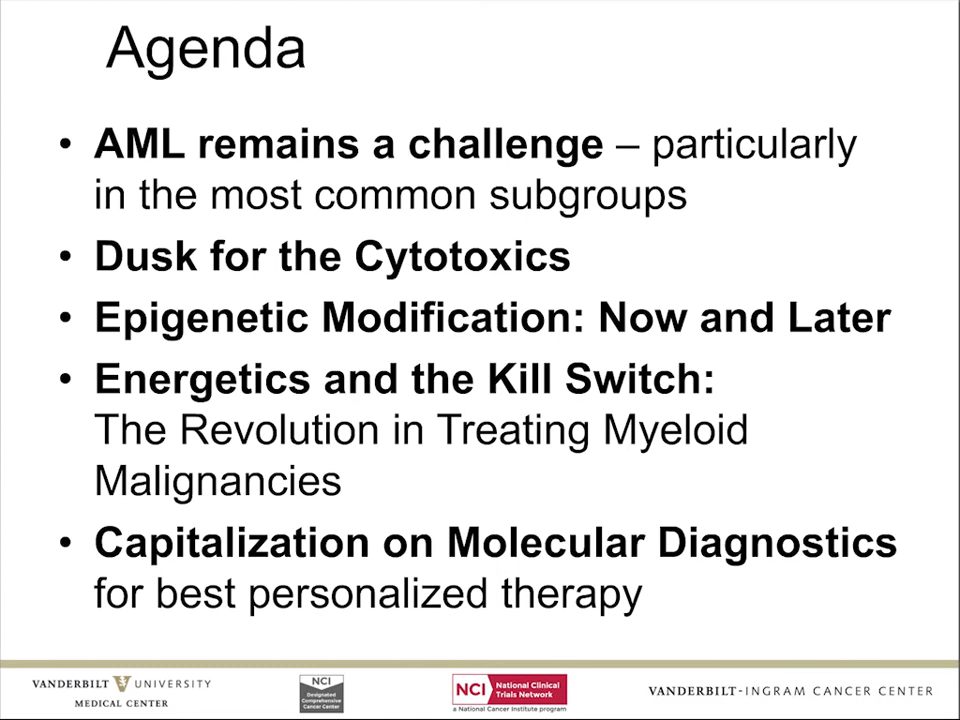 Agenda
• AML remains a challenge – particularly
in the most common subgroups
• Dusk for the Cytotoxics
• Epigenetic Modification: Now and Later
• Energetics and the Kill Switch:
The Revolution in Treating Myeloid
Malignancies
• Capitalization on Molecular Diagnostics
for best personalized therapy
VANDERBILT UNIVERSITY
MEDICAL CENTER
NCI
Designated
Comprehensive
Cancer Center
NCI National Clinical
Trials Network
a National Cancer Institute program
VANDERBILT-INGRAM CANCER CENTER